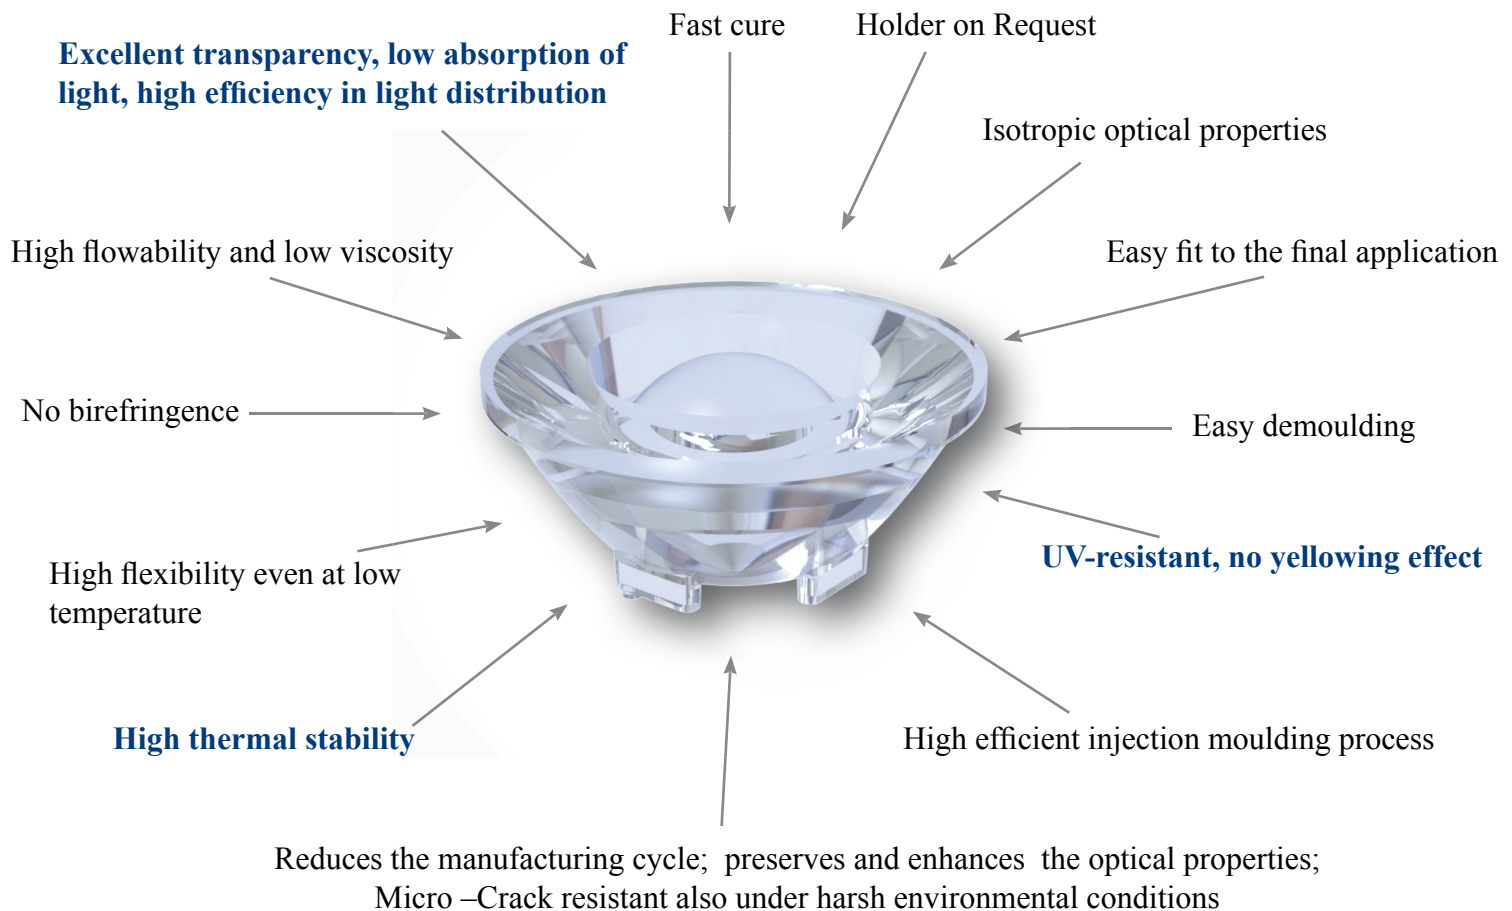 Fast cure
Holder on Request
Excellent transparency, low absorption of
light, high efficiency in light distribution
Isotropic optical properties
High flowability and low viscosity
Easy fit to the final application
No birefringence
Easy demoulding
UV-resistant, no yellowing effect
High flexibility even at low
temperature
High thermal stability
High efficient injection moulding process
Reduces the manufacturing cycle;  preserves and enhances  the optical properties;
Micro –Crack resistant also under harsh environmental conditions